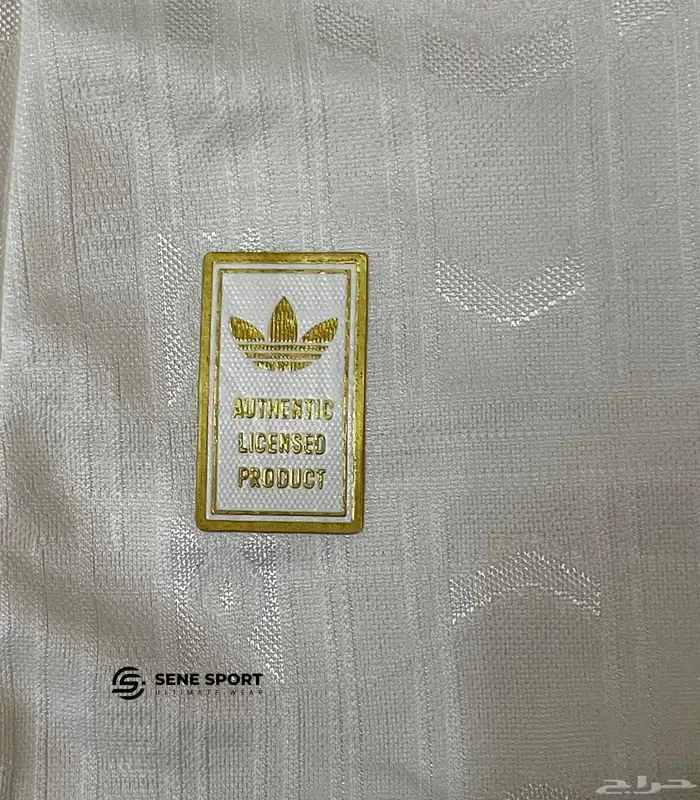 AUTHENTIC
LICENSED
PRODUCT
SENE SPORT
ULTIMATE WEAR
حراج